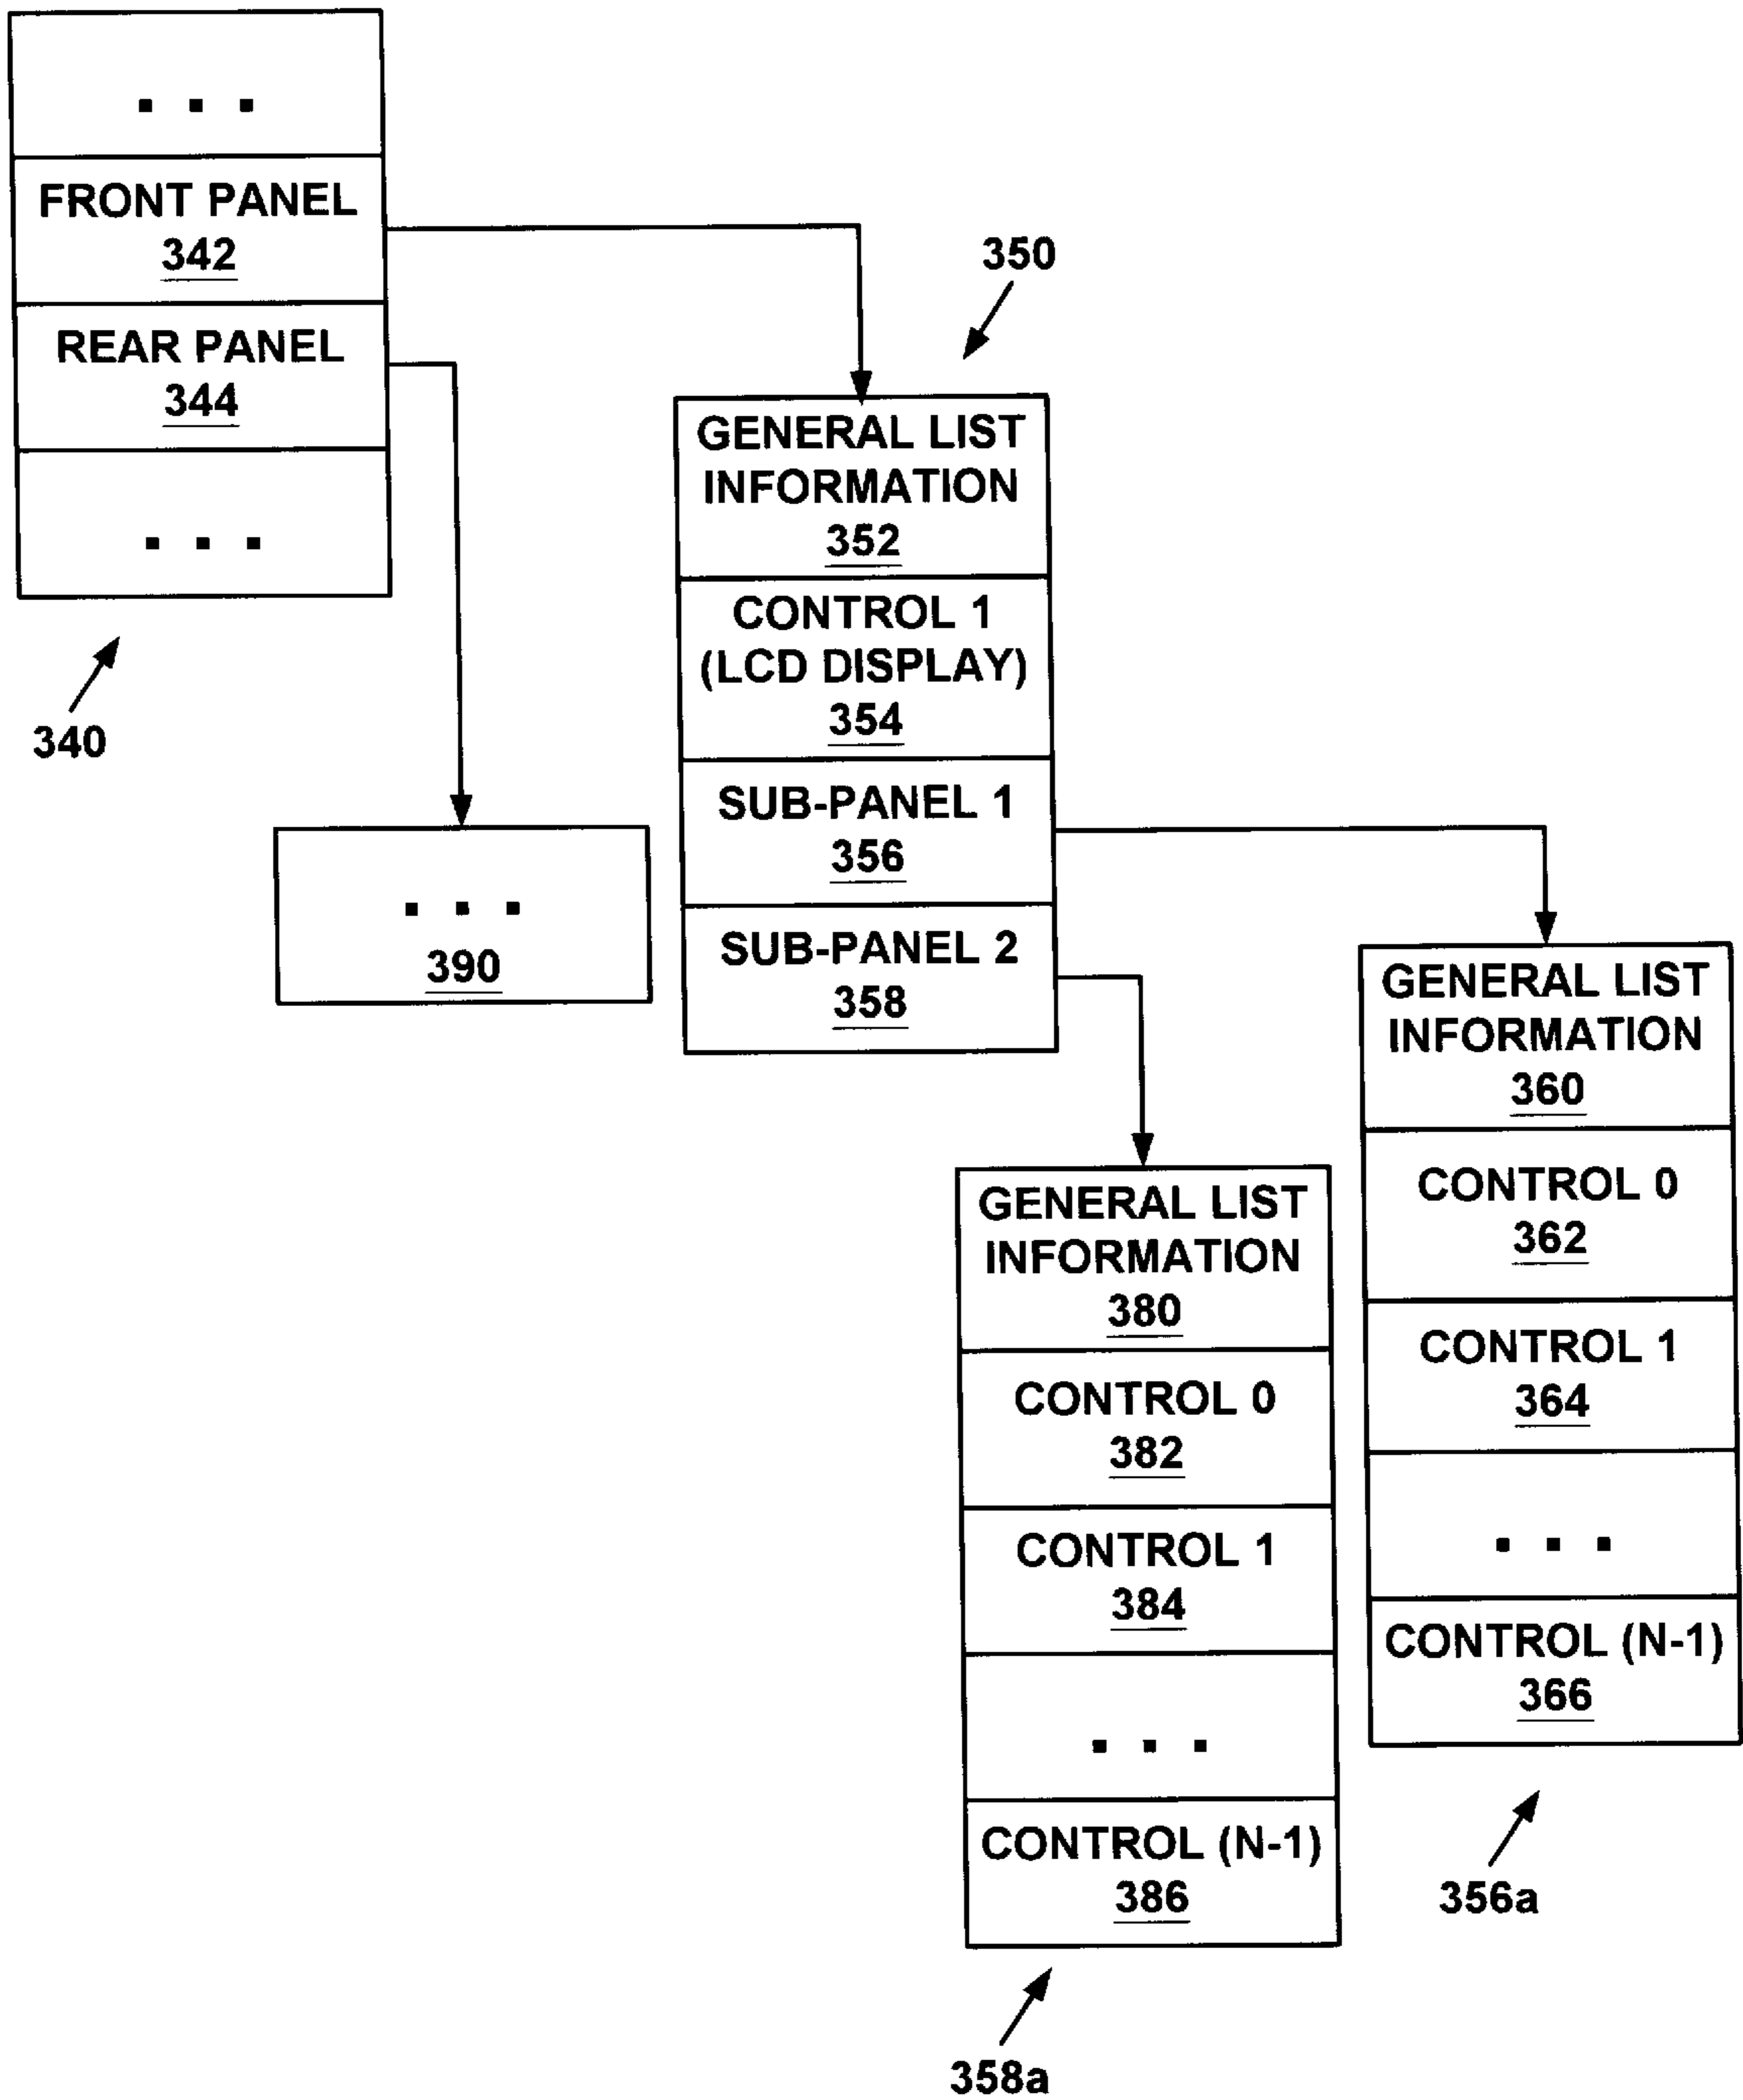 . . .
FRONT PANEL
342
REAR PANEL
344
. . .
340
. . .
390
350
GENERAL LIST
INFORMATION
352
CONTROL 1
(LCD DISPLAY)
354
SUB-PANEL 1
356
SUB-PANEL 2
358
GENERAL LIST
INFORMATION
360
CONTROL 0
362
CONTROL 1
364
. . .
CONTROL (N-1)
366
356a
GENERAL LIST
INFORMATION
380
CONTROL 0
382
CONTROL 1
384
. . .
CONTROL (N-1)
386
358a